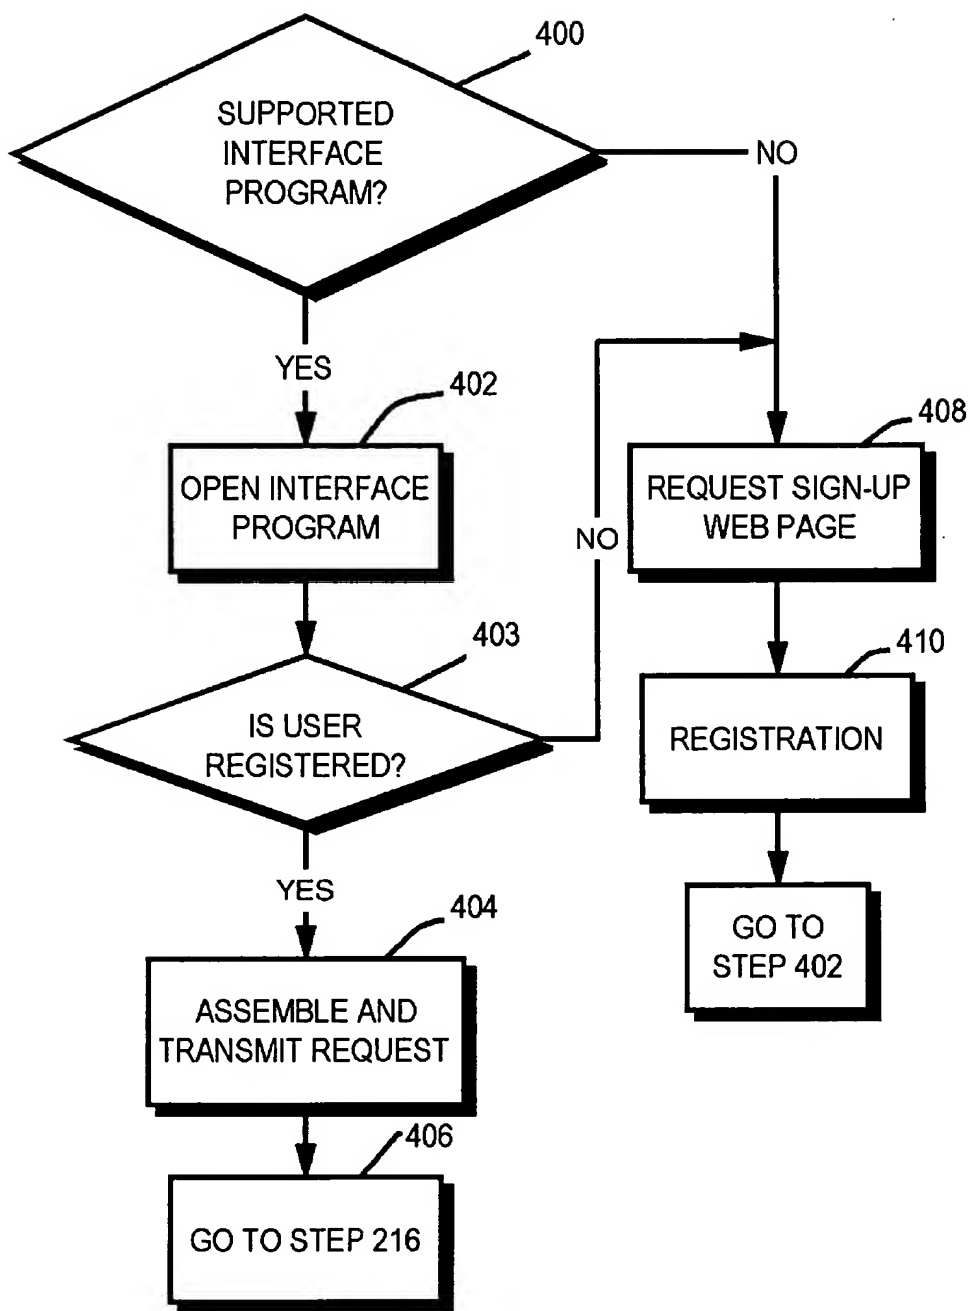 400
SUPPORTED
INTERFACE
PROGRAM?
NO
YES
402
OPEN INTERFACE
PROGRAM
408
REQUEST SIGN-UP
WEB PAGE
NO
403
IS USER
REGISTERED?
410
REGISTRATION
YES
GO TO
STEP 402
404
ASSEMBLE AND
TRANSMIT REQUEST
406
GO TO STEP 216